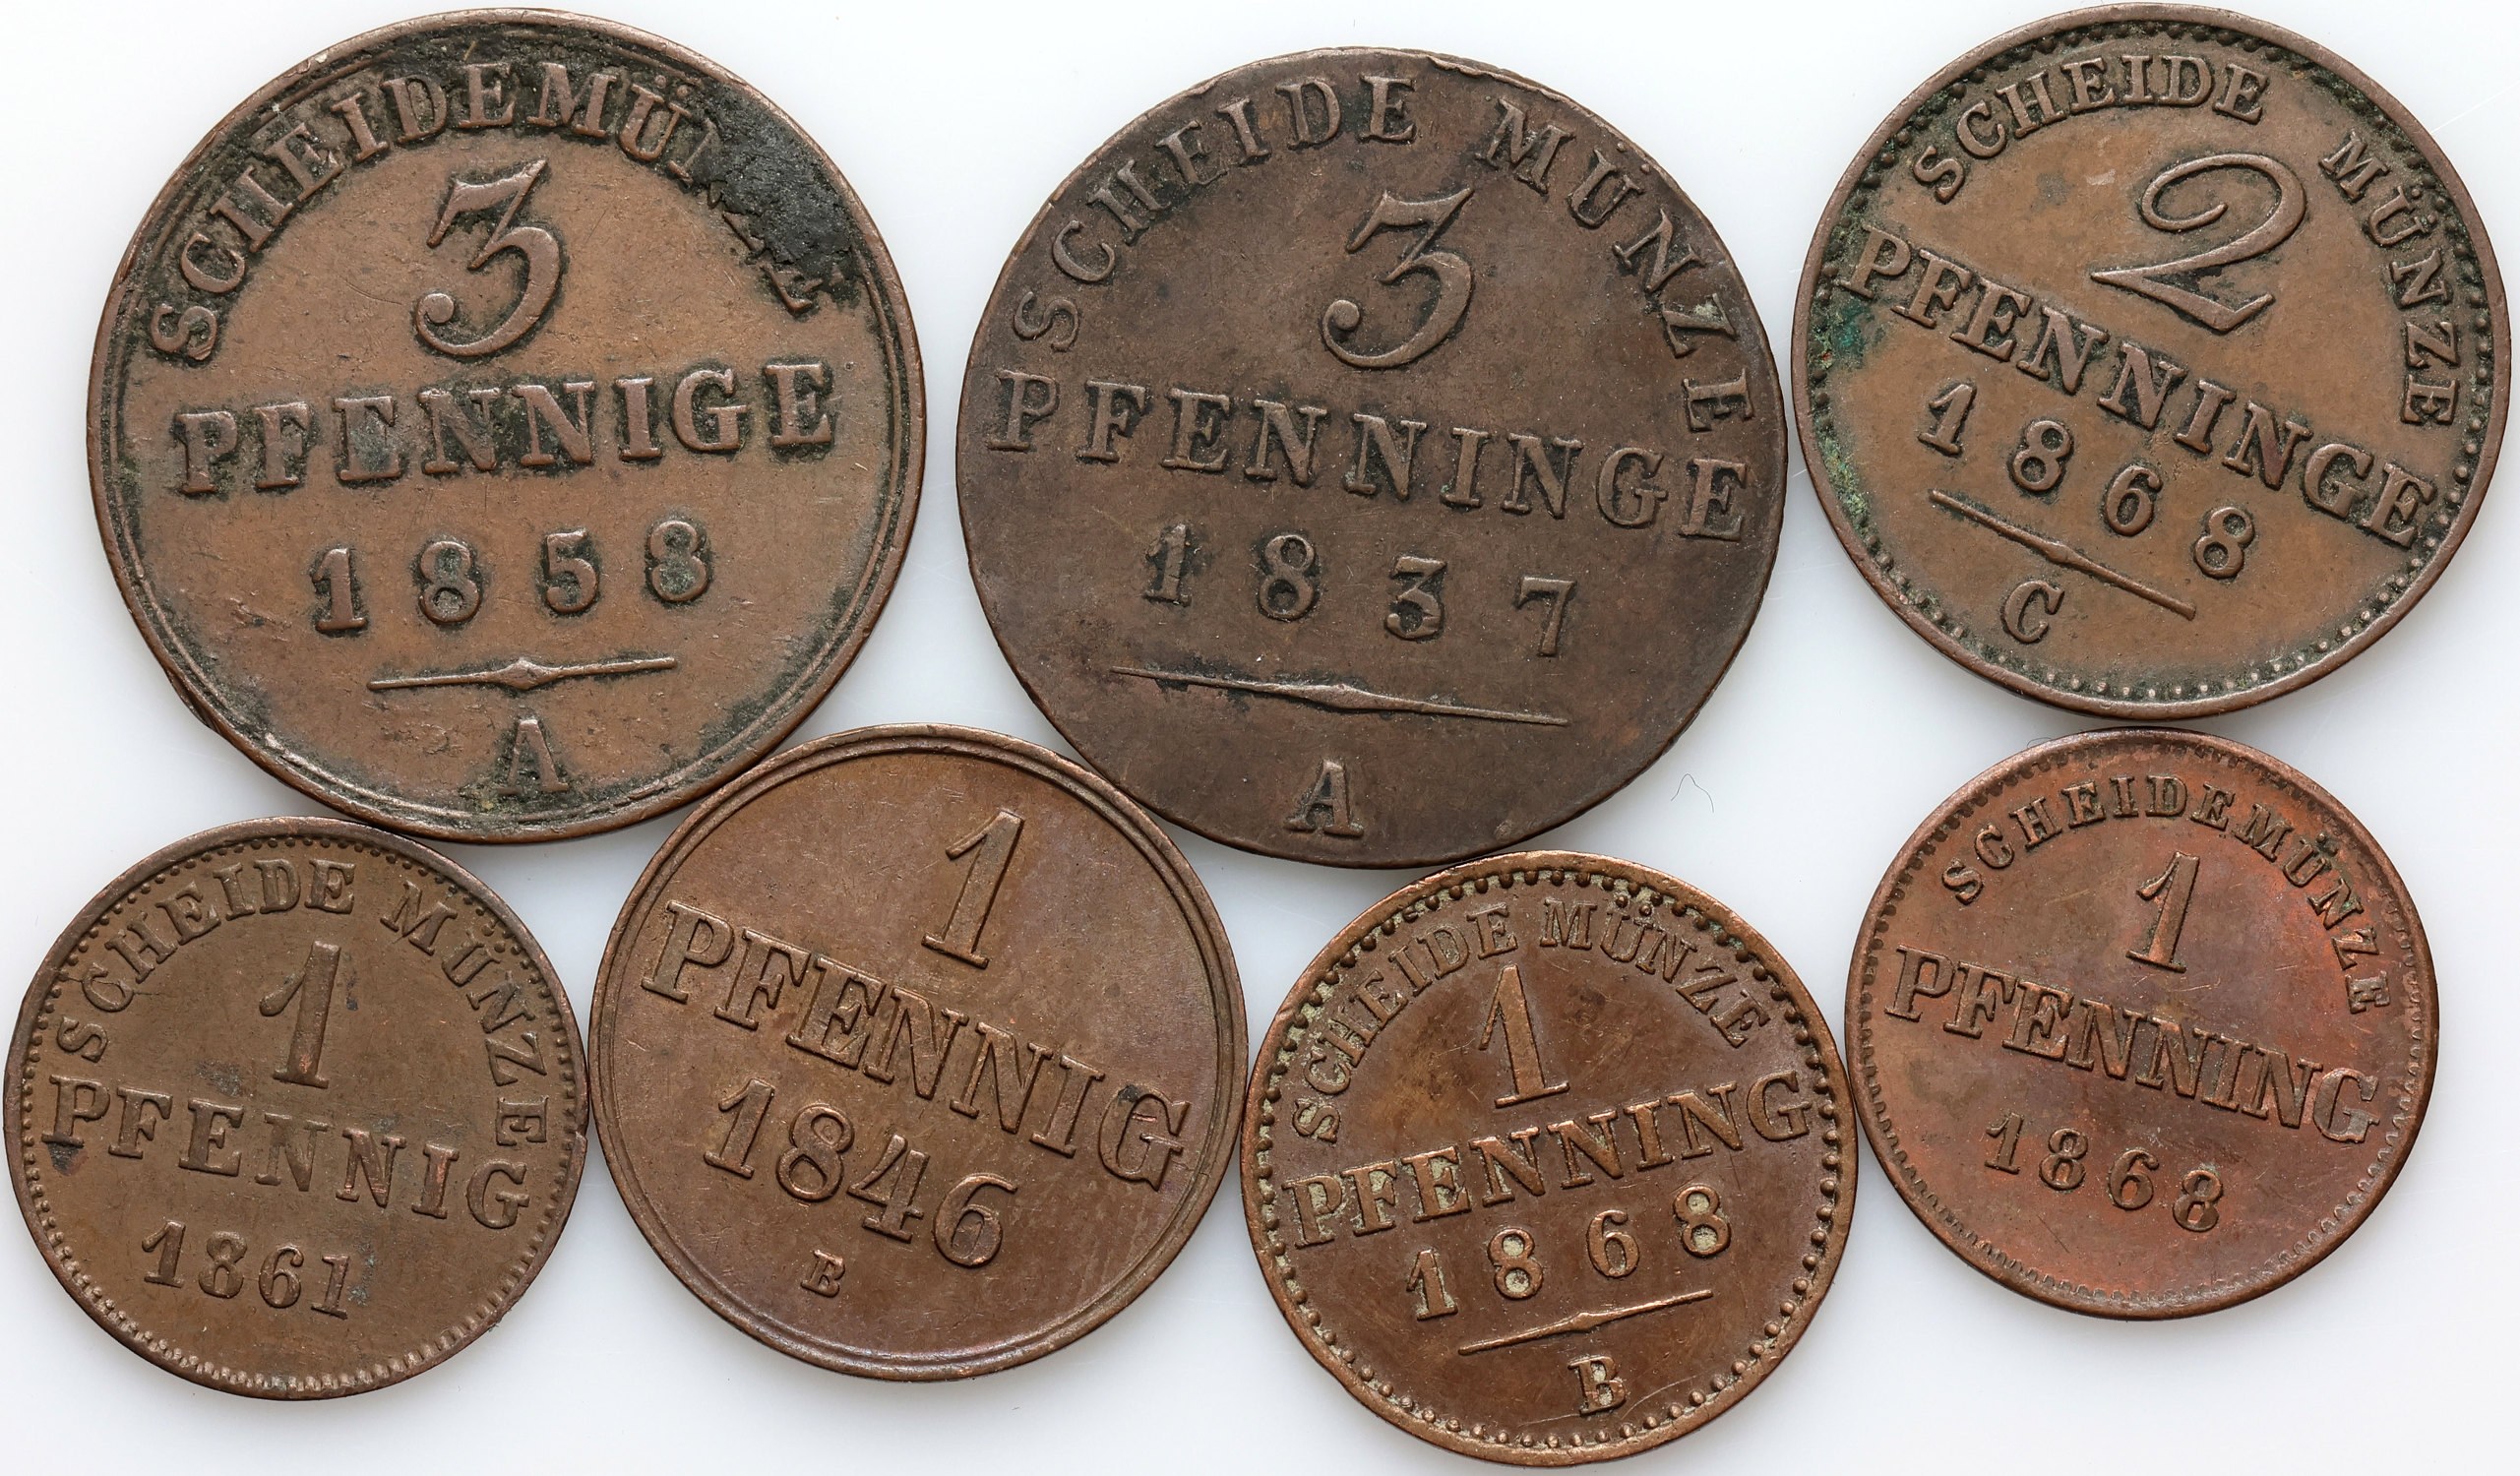 3
PFENNIGE
1858
A
SCHEIDE MÜNZE
3
PFENNINGE
1837
A
SCHEIDE MÜNZE
2
PFENNINGE
1868
C
SCHEIDE MÜNZE
1
PFENNIG
1861
1
PFENNIG
1846
B
SCHEIDE MÜNZE
1
PFENNING
1868
B
SCHEIDEMÜNZE
1
PFENNING
1868